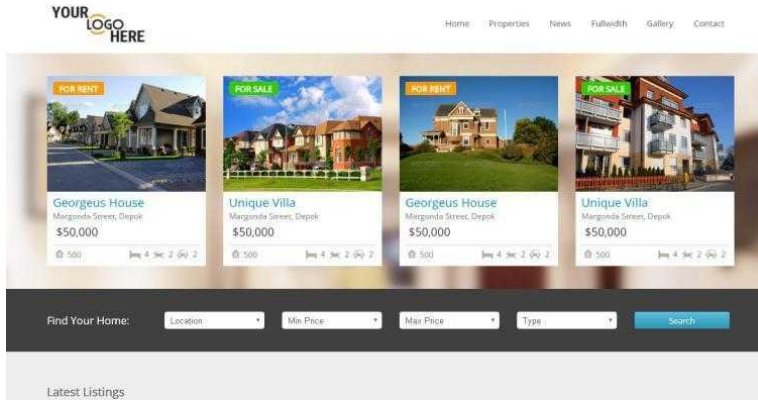 YOUR
LOGO
HERE
Home Properties News Fullwidth Gallery Contact
FOR RENT
Georgeus House
Margonda Street, Depok
$50,000
500 4 2 2
FOR SALE
Unique Villa
Margonda Street, Depok
$50,000
500 4 2 2
FOR RENT
Georgeus House
Margonda Street, Depok
$50,000
500 4 2 2
FOR SALE
Unique Villa
Margonda Street, Depok
$50,000
500 4 2 2
Find Your Home: Location Min Price Max Price Type Search
Latest Listings